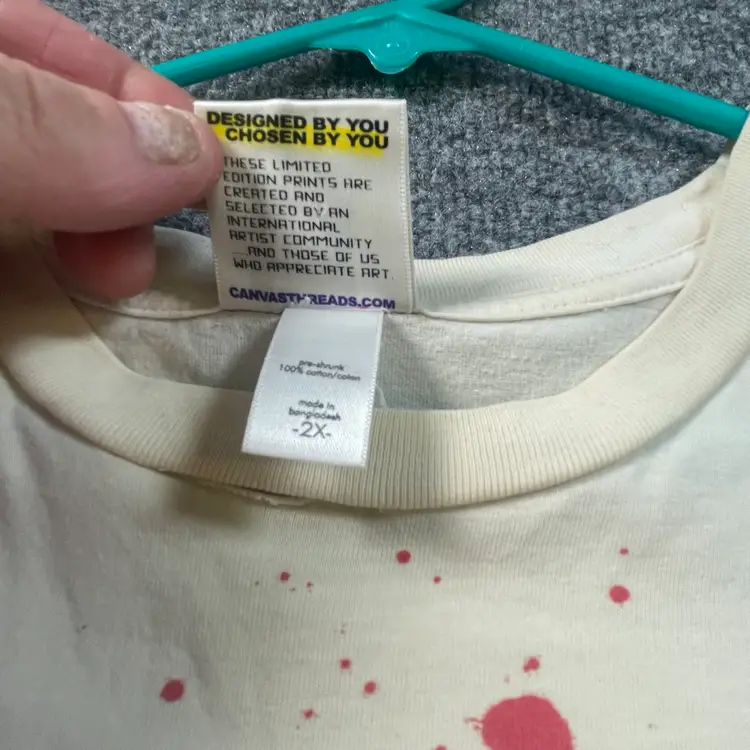 DESIGNED BY YOU
CHOSEN BY YOU
THESE LIMITED
EDITION PRINTS ARE
CREATED AND
SELECTED BY AN
INTERNATIONAL
ARTIST COMMUNITY
...AND THOSE OF US
WHO APPRECIATE ART.
CANVASTHREADS.COM
pre-shrunk
100% cotton/coton
made in
bangladesh
-2X-